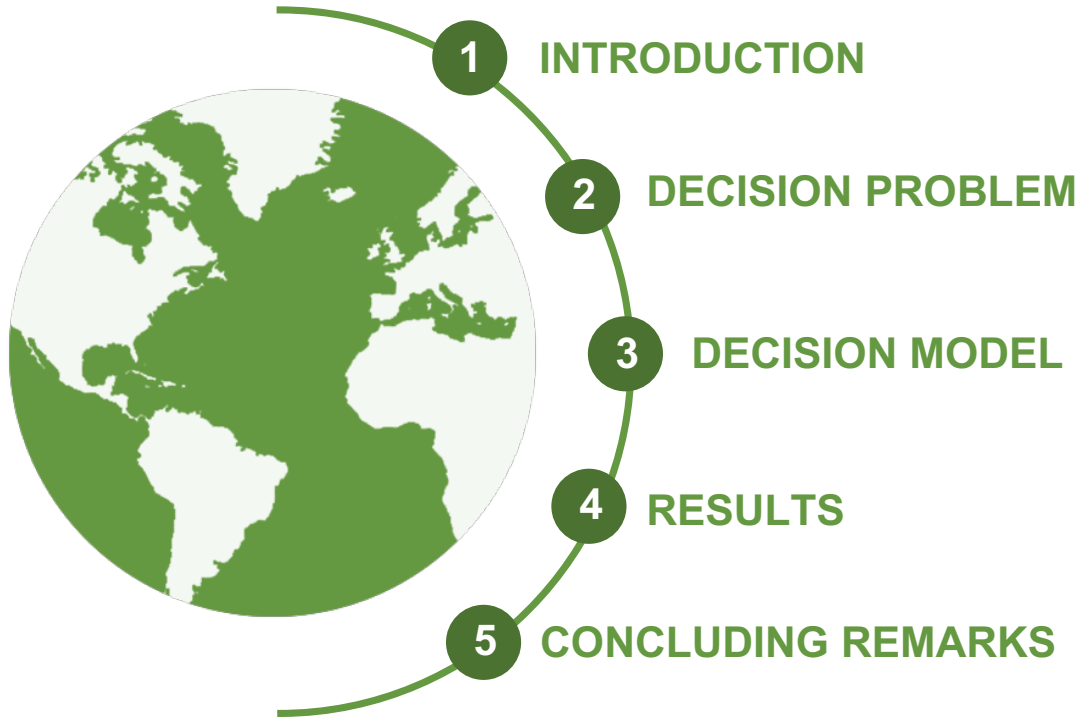 1 INTRODUCTION
2 DECISION PROBLEM
3 DECISION MODEL
4 RESULTS
5 CONCLUDING REMARKS